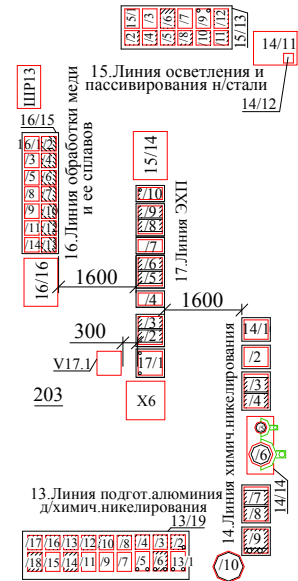 15/1 /3 /6 /7 /9 /11
/2 /4 /5 /8 /10 /12
15/13
14/11
14/12
15.Линия осветления и
пассивирования н/стали
ШР13
16/15
16/1 /2
/3 /4
/5 /6
/8 /7
/9 /10
/11 /12
/14 /13
16/16
16.Линия обработки меди
и ее сплавов
15/14
/10
/9
/8
/7
/6
/5
/4
/3
/2
17/1
17.Линия ЭХП
1600
1600
300
V17.1
Х6
203
14/1
/2
/3
/4
/6
14/14
/7
/8
/9
/10
14.Линия химич.никелирования
13.Линия подгот.алюминия
д/химич.никелирования
13/19
/17 /16 /13 /12 /10 /8 /4 /3 /2
/18 /15 /14 /11 /9 /7 /5 /6 13/1